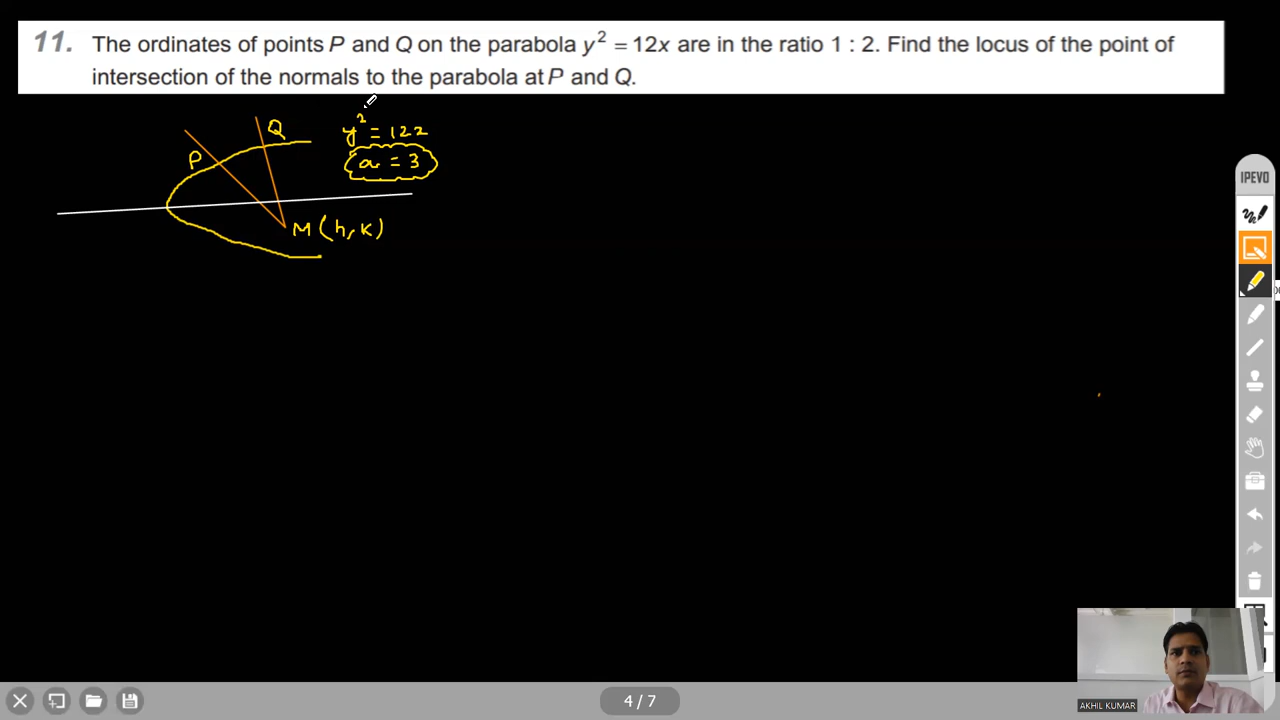 11. The ordinates of points P and Q on the parabola y² = 12x are in the ratio 1 : 2. Find the locus of the point of
intersection of the normals to the parabola at P and Q.
IPEVO
Q
y² = 12x
P
a = 3
M (h, k)
4 / 7
AKHIL KUMAR